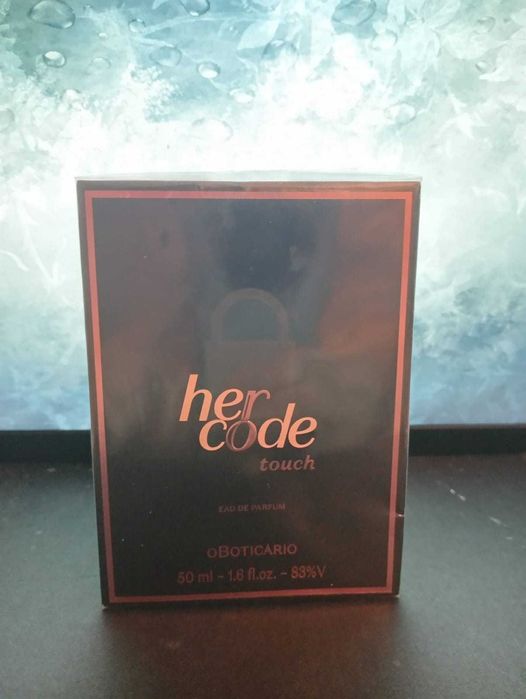 her
code
touch
EAU DE PARFUM
oBOTICÁRIO
50 ml - 1.6 fl.oz. - 83%V